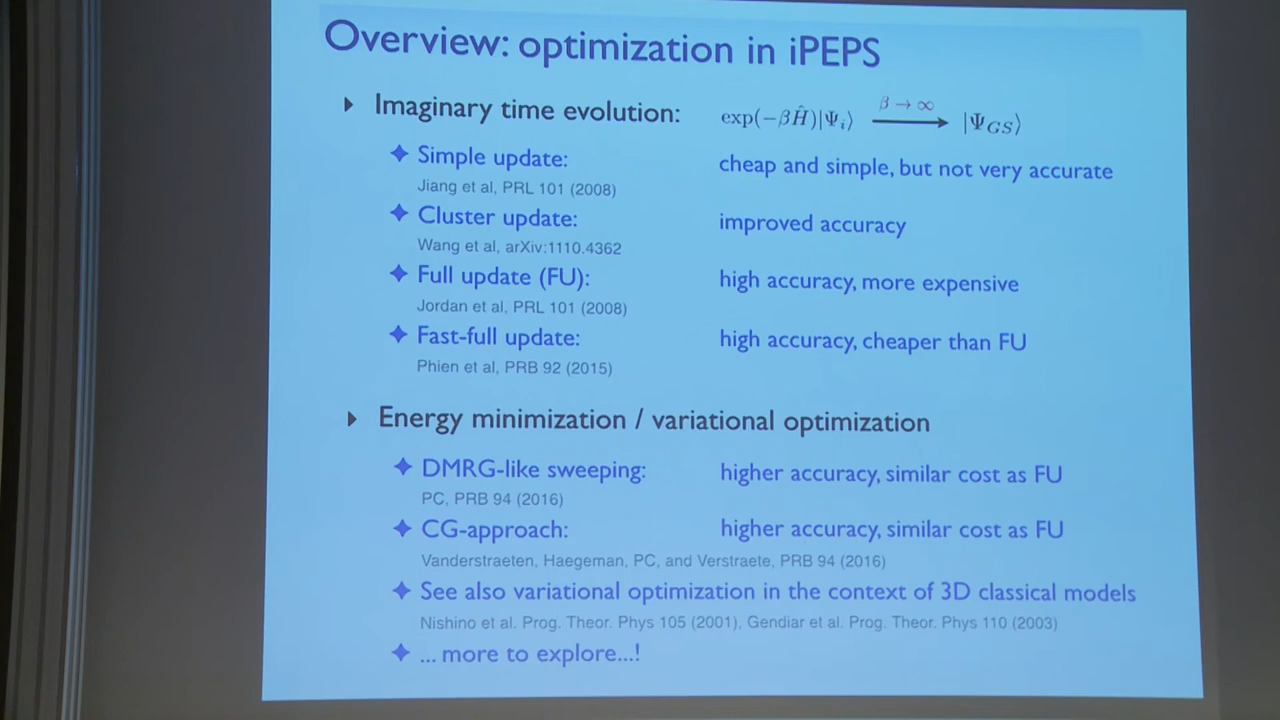 Overview: optimization in iPEPS
Imaginary time evolution: exp(−βĤ)|Ψi⟩ β → ∞ |ΨGS⟩
Simple update: cheap and simple, but not very accurate
Jiang et al, PRL 101 (2008)
Cluster update: improved accuracy
Wang et al, arXiv:1110.4362
Full update (FU): high accuracy, more expensive
Jordan et al, PRL 101 (2008)
Fast-full update: high accuracy, cheaper than FU
Phien et al, PRB 92 (2015)
Energy minimization / variational optimization
DMRG-like sweeping: higher accuracy, similar cost as FU
PC, PRB 94 (2016)
CG-approach: higher accuracy, similar cost as FU
Vanderstraeten, Haegeman, PC, and Verstraete, PRB 94 (2016)
See also variational optimization in the context of 3D classical models
Nishino et al. Prog. Theor. Phys 105 (2001), Gendiar et al. Prog. Theor. Phys 110 (2003)
... more to explore...!